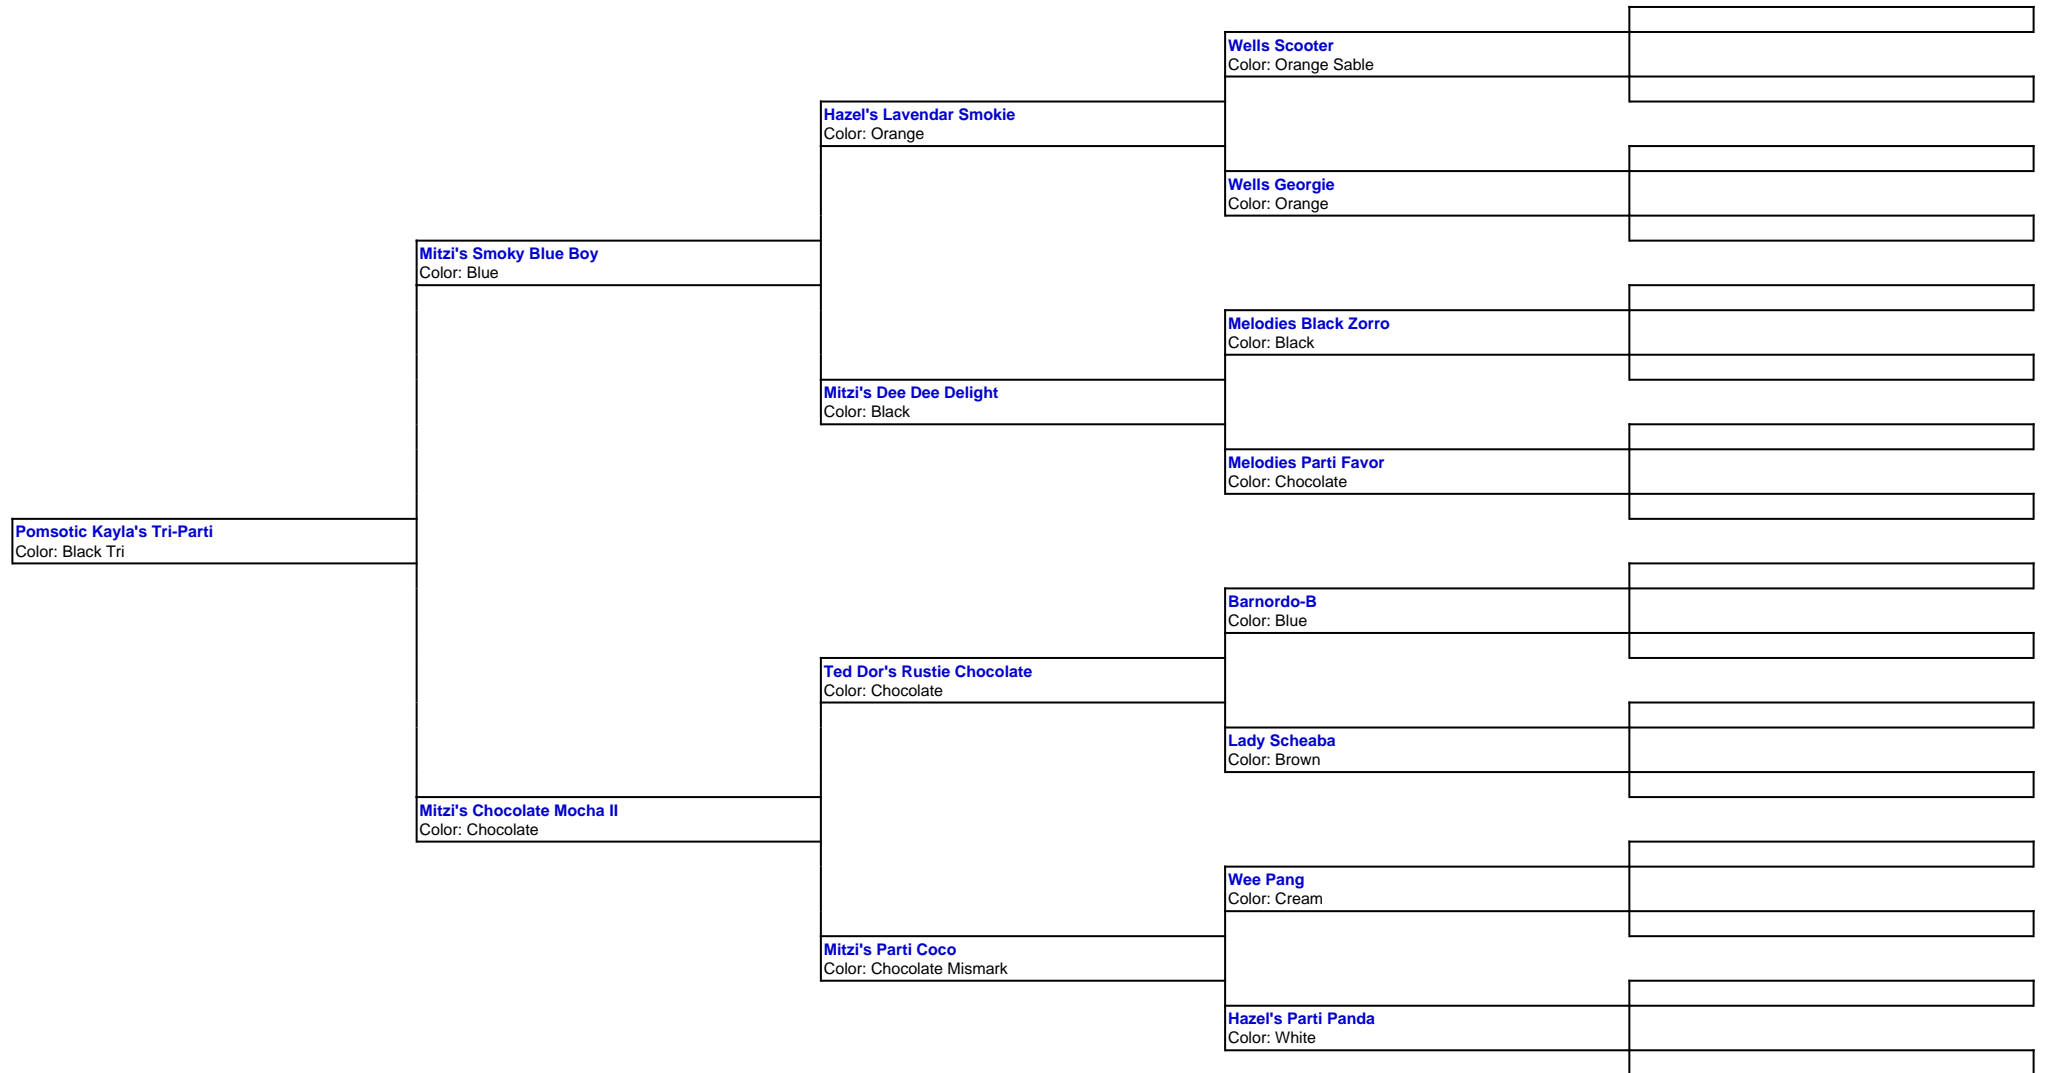 Wells Scooter
Color: Orange Sable
Hazel's Lavendar Smokie
Color: Orange
Wells Georgie
Color: Orange
Mitzi's Smoky Blue Boy
Color: Blue
Melodies Black Zorro
Color: Black
Mitzi's Dee Dee Delight
Color: Black
Melodies Parti Favor
Color: Chocolate
Pomsotic Kayla's Tri-Parti
Color: Black Tri
Barnordo-B
Color: Blue
Ted Dor's Rustie Chocolate
Color: Chocolate
Lady Scheaba
Color: Brown
Mitzi's Chocolate Mocha II
Color: Chocolate
Wee Pang
Color: Cream
Mitzi's Parti Coco
Color: Chocolate Mismark
Hazel's Parti Panda
Color: White